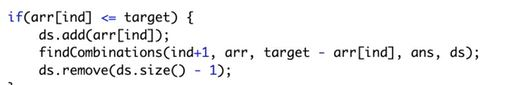 if(arr[ind] <= target) {
    ds.add(arr[ind]);
    findCombinations(ind+1, arr, target - arr[ind], ans, ds);
    ds.remove(ds.size() - 1);